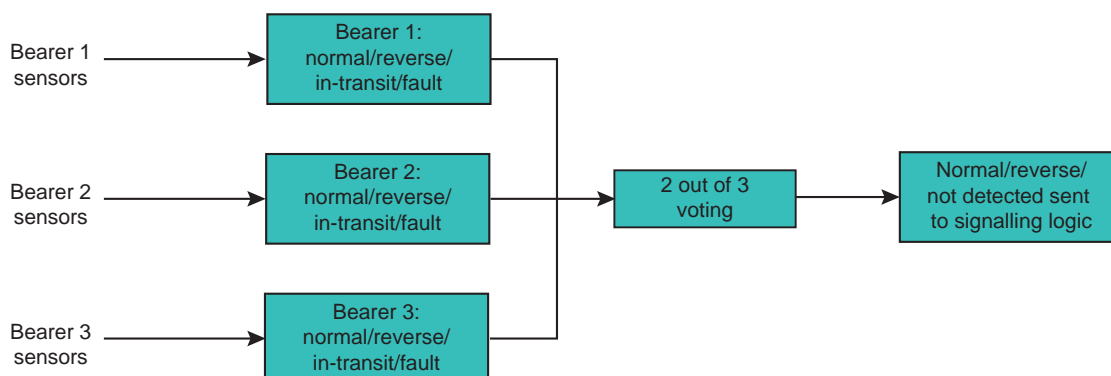 Bearer 1
sensors
Bearer 1:
normal/reverse/
in-transit/fault
Bearer 2
sensors
Bearer 2:
normal/reverse/
in-transit/fault
2 out of 3
voting
Normal/reverse/
not detected sent
to signalling logic
Bearer 3
sensors
Bearer 3:
normal/reverse/
in-transit/fault